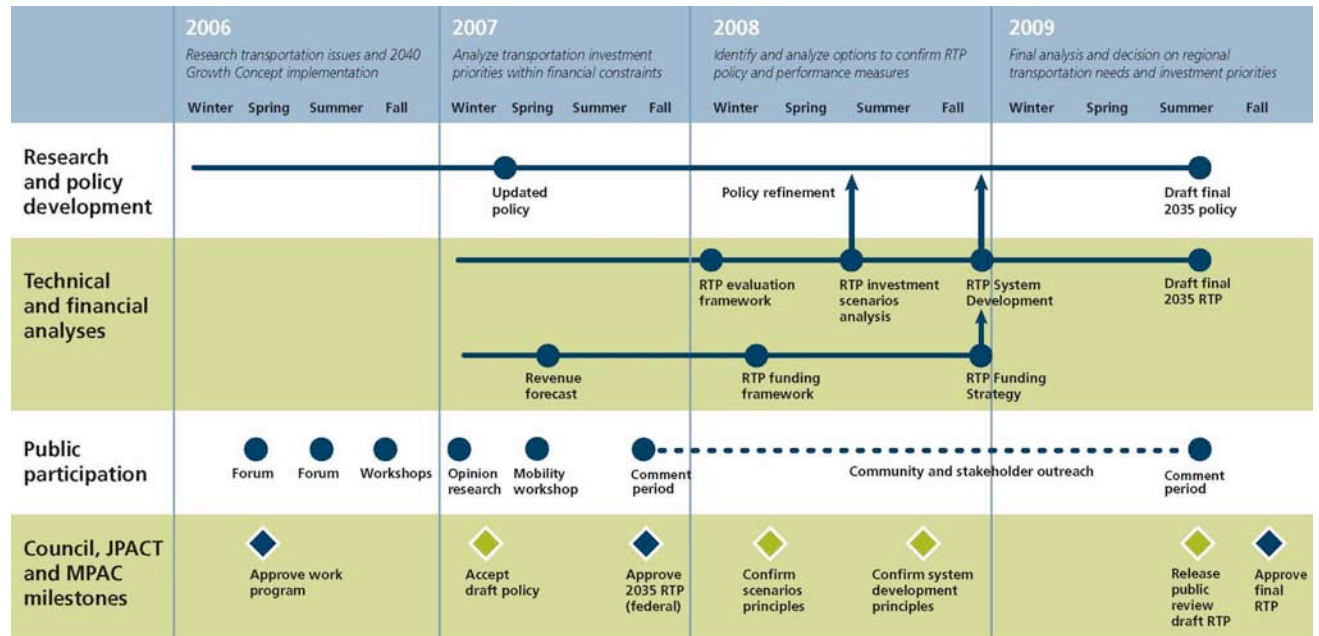 2006
Research transportation issues and 2040
Growth Concept implementation
Winter Spring Summer Fall
2007
Analyze transportation investment
priorities within financial constraints
Winter Spring Summer Fall
2008
Identify and analyze options to confirm RTP
policy and performance measures
Winter Spring Summer Fall
2009
Final analysis and decision on regional
transportation needs and investment priorities
Winter Spring Summer Fall
Research
and policy
development
Updated
policy
Policy refinement
Draft final
2035 policy
Technical
and financial
analyses
RTP evaluation
framework
RTP investment
scenarios
analysis
RTP System
Development
Draft final
2035 RTP
Revenue
forecast
RTP funding
framework
RTP Funding
Strategy
Public
participation
Forum
Forum
Workshops
Opinion
research
Mobility
workshop
Comment
period
Community and stakeholder outreach
Comment
period
Council, JPACT
and MPAC
milestones
Approve work
program
Accept
draft policy
Approve
2035 RTP
(federal)
Confirm
scenarios
principles
Confirm system
development
principles
Release
public
review
draft RTP
Approve
final
RTP